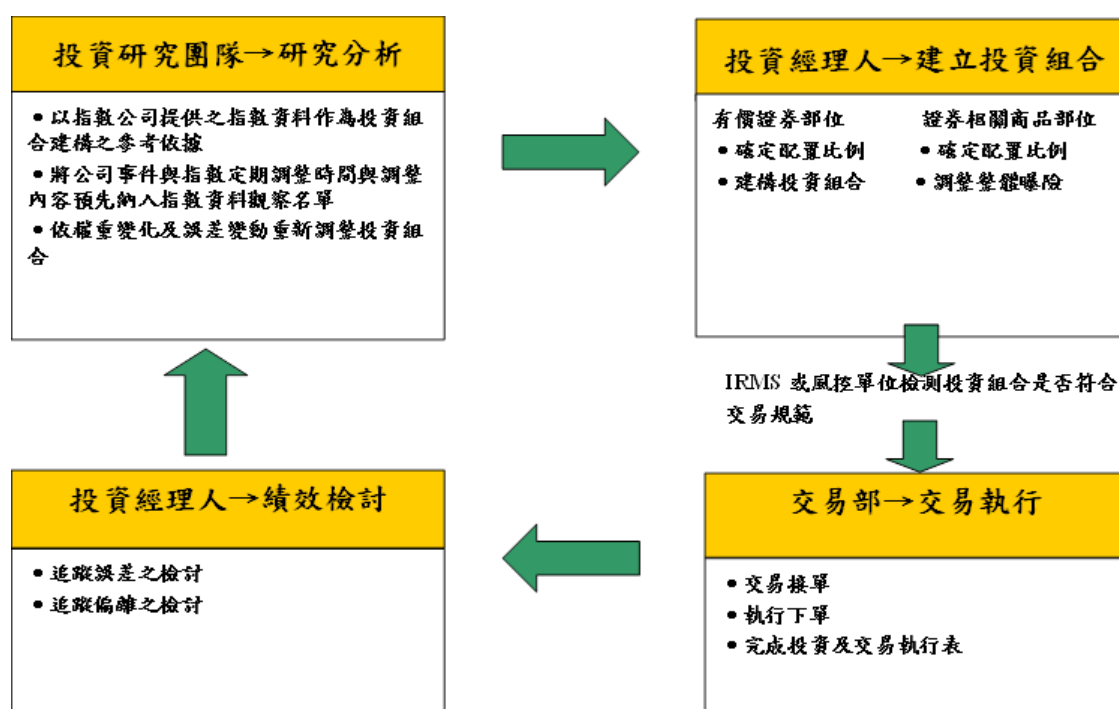 投資研究團隊→研究分析
• 以指數公司提供之指數資料作為投資組
合建構之參考依據
• 將公司事件與指數定期調整時間與調整
內容預先納入指數資料觀察名單
• 依權重變化及誤差變動重新調整投資組
合
投資經理人→建立投資組合
有價證券部位 證券相關商品部位
• 確定配置比例 • 確定配置比例
• 建構投資組合 • 調整整體曝險
IRMS 或風控單位檢測投資組合是否符合
交易規範
交易部→交易執行
• 交易接單
• 執行下單
• 完成投資及交易執行表
投資經理人→績效檢討
• 追蹤誤差之檢討
• 追蹤偏離之檢討